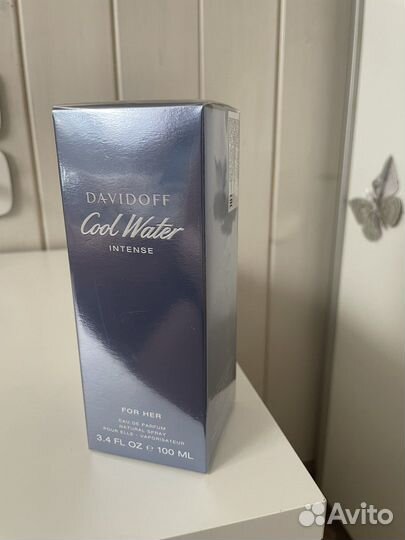 DAVIDOFF
Cool Water
INTENSE
FOR HER
EAU DE PARFUM
NATURAL SPRAY
POUR ELLE - VAPORISATEUR
3.4 FL OZ ℮ 100 ML
Avito